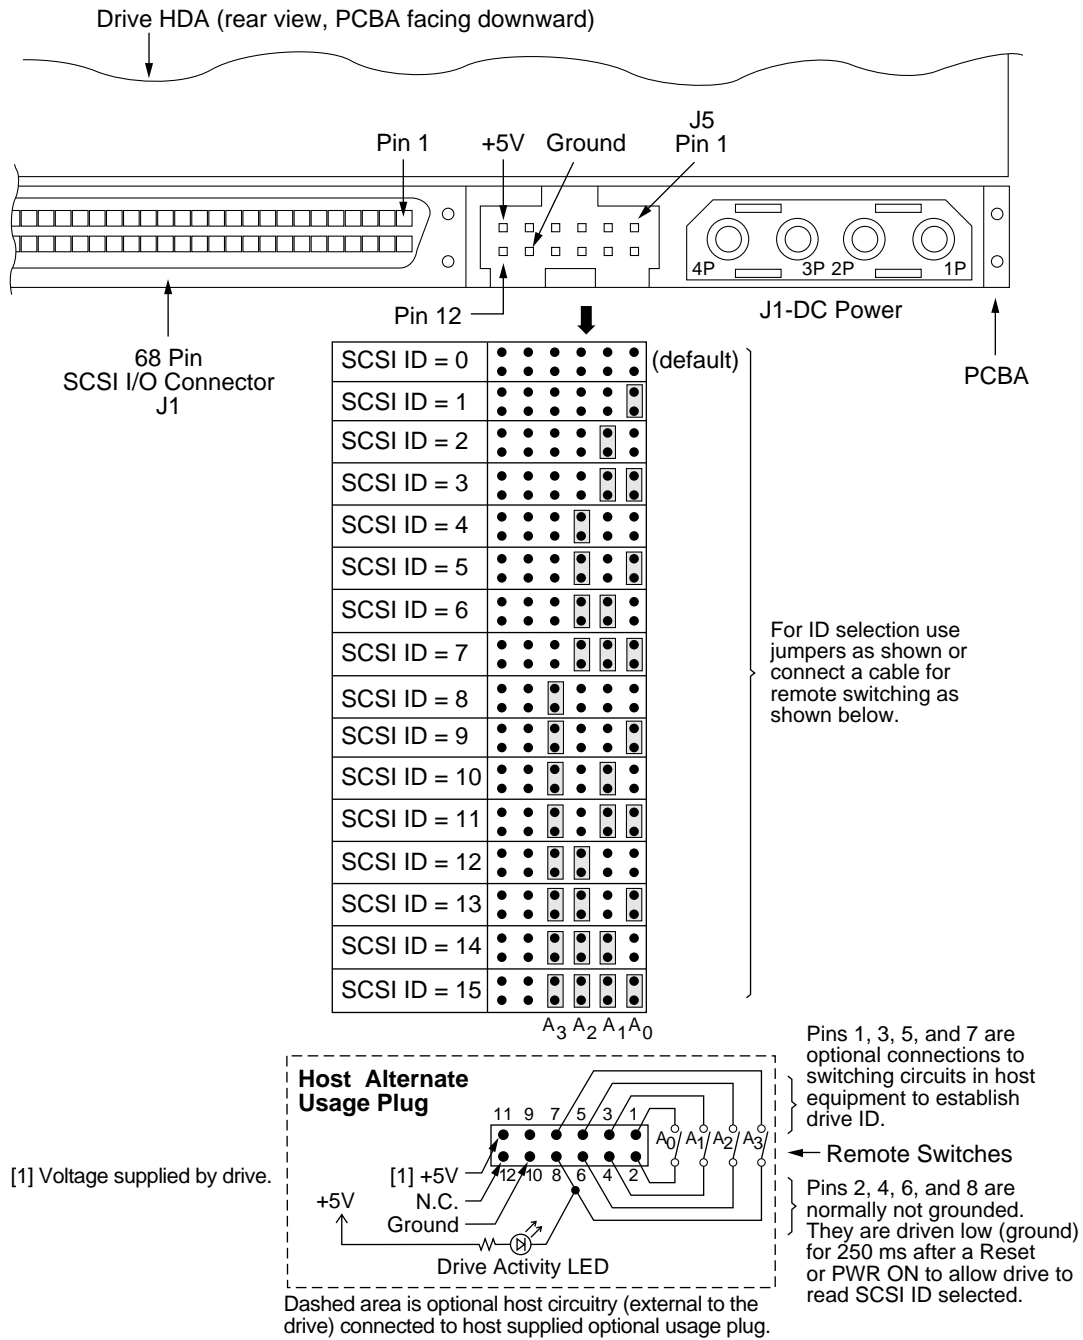 Drive HDA (rear view, PCBA facing downward)
J5
Pin 1
+5V
Ground
Pin 1
4P
3P
2P
1P
Pin 12
J1-DC Power
68 Pin
SCSI I/O Connector
J1
PCBA
SCSI ID = 0
(default)
SCSI ID = 1
SCSI ID = 2
SCSI ID = 3
SCSI ID = 4
SCSI ID = 5
SCSI ID = 6
SCSI ID = 7
SCSI ID = 8
SCSI ID = 9
SCSI ID = 10
SCSI ID = 11
SCSI ID = 12
SCSI ID = 13
SCSI ID = 14
SCSI ID = 15
For ID selection use
jumpers as shown or
connect a cable for
remote switching as
shown below.
A3 A2 A1 A0
Host Alternate
Usage Plug
11 9 7 5 3 1
A0 A1 A2 A3
12 10 8 6 4 2
[1] +5V
N.C.
Ground
+5V
Drive Activity LED
[1] Voltage supplied by drive.
Pins 1, 3, 5, and 7 are
optional connections to
switching circuits in host
equipment to establish
drive ID.
Remote Switches
Pins 2, 4, 6, and 8 are
normally not grounded.
They are driven low (ground)
for 250 ms after a Reset
or PWR ON to allow drive to
read SCSI ID selected.
Dashed area is optional host circuitry (external to the
drive) connected to host supplied optional usage plug.